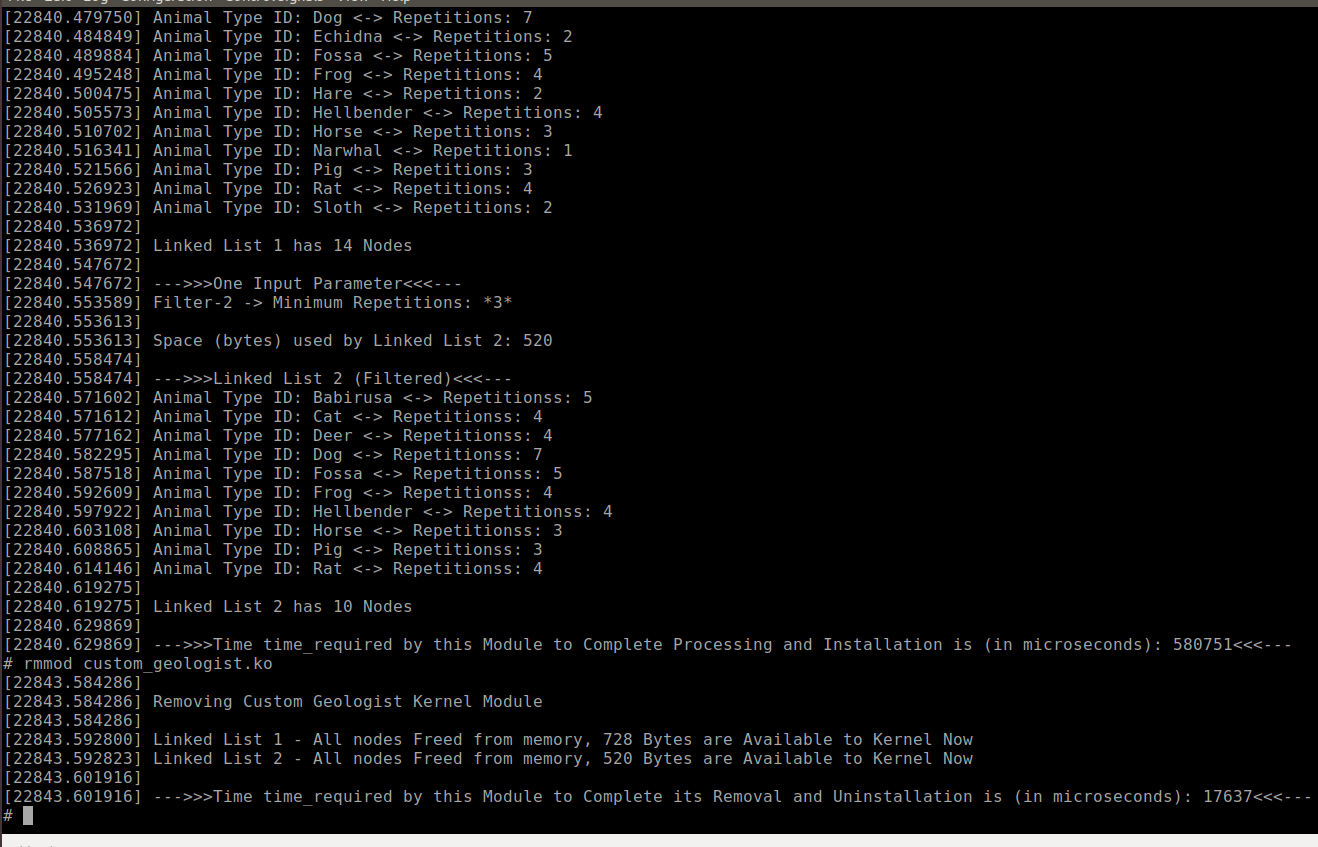 [22840.479750] Animal Type ID: Dog <-> Repetitions: 7
[22840.484849] Animal Type ID: Echidna <-> Repetitions: 2
[22840.489884] Animal Type ID: Fossa <-> Repetitions: 5
[22840.495248] Animal Type ID: Frog <-> Repetitions: 4
[22840.500475] Animal Type ID: Hare <-> Repetitions: 2
[22840.505573] Animal Type ID: Hellbender <-> Repetitions: 4
[22840.510702] Animal Type ID: Horse <-> Repetitions: 3
[22840.516341] Animal Type ID: Narwhal <-> Repetitions: 1
[22840.521566] Animal Type ID: Pig <-> Repetitions: 3
[22840.526923] Animal Type ID: Rat <-> Repetitions: 4
[22840.531969] Animal Type ID: Sloth <-> Repetitions: 2
[22840.536972]
[22840.536972] Linked List 1 has 14 Nodes
[22840.547672]
[22840.547672] --->>>One Input Parameter<<<---
[22840.553589] Filter-2 -> Minimum Repetitions: *3*
[22840.553613]
[22840.553613] Space (bytes) used by Linked List 2: 520
[22840.558474]
[22840.558474] --->>>Linked List 2 (Filtered)<<<---
[22840.571602] Animal Type ID: Babirusa <-> Repetitionss: 5
[22840.571612] Animal Type ID: Cat <-> Repetitionss: 4
[22840.577162] Animal Type ID: Deer <-> Repetitionss: 4
[22840.582295] Animal Type ID: Dog <-> Repetitionss: 7
[22840.587518] Animal Type ID: Fossa <-> Repetitionss: 5
[22840.592609] Animal Type ID: Frog <-> Repetitionss: 4
[22840.597922] Animal Type ID: Hellbender <-> Repetitionss: 4
[22840.603108] Animal Type ID: Horse <-> Repetitionss: 3
[22840.608865] Animal Type ID: Pig <-> Repetitionss: 3
[22840.614146] Animal Type ID: Rat <-> Repetitionss: 4
[22840.619275]
[22840.619275] Linked List 2 has 10 Nodes
[22840.629869]
[22840.629869] --->>>Time time_required by this Module to Complete Processing and Installation is (in microseconds): 580751<<<---
# rmmod custom_geologist.ko
[22843.584286]
[22843.584286] Removing Custom Geologist Kernel Module
[22843.584286]
[22843.592800] Linked List 1 - All nodes Freed from memory, 728 Bytes are Available to Kernel Now
[22843.592823] Linked List 2 - All nodes Freed from memory, 520 Bytes are Available to Kernel Now
[22843.601916]
[22843.601916] --->>>Time time_required by this Module to Complete its Removal and Uninstallation is (in microseconds): 17637<<<---
#